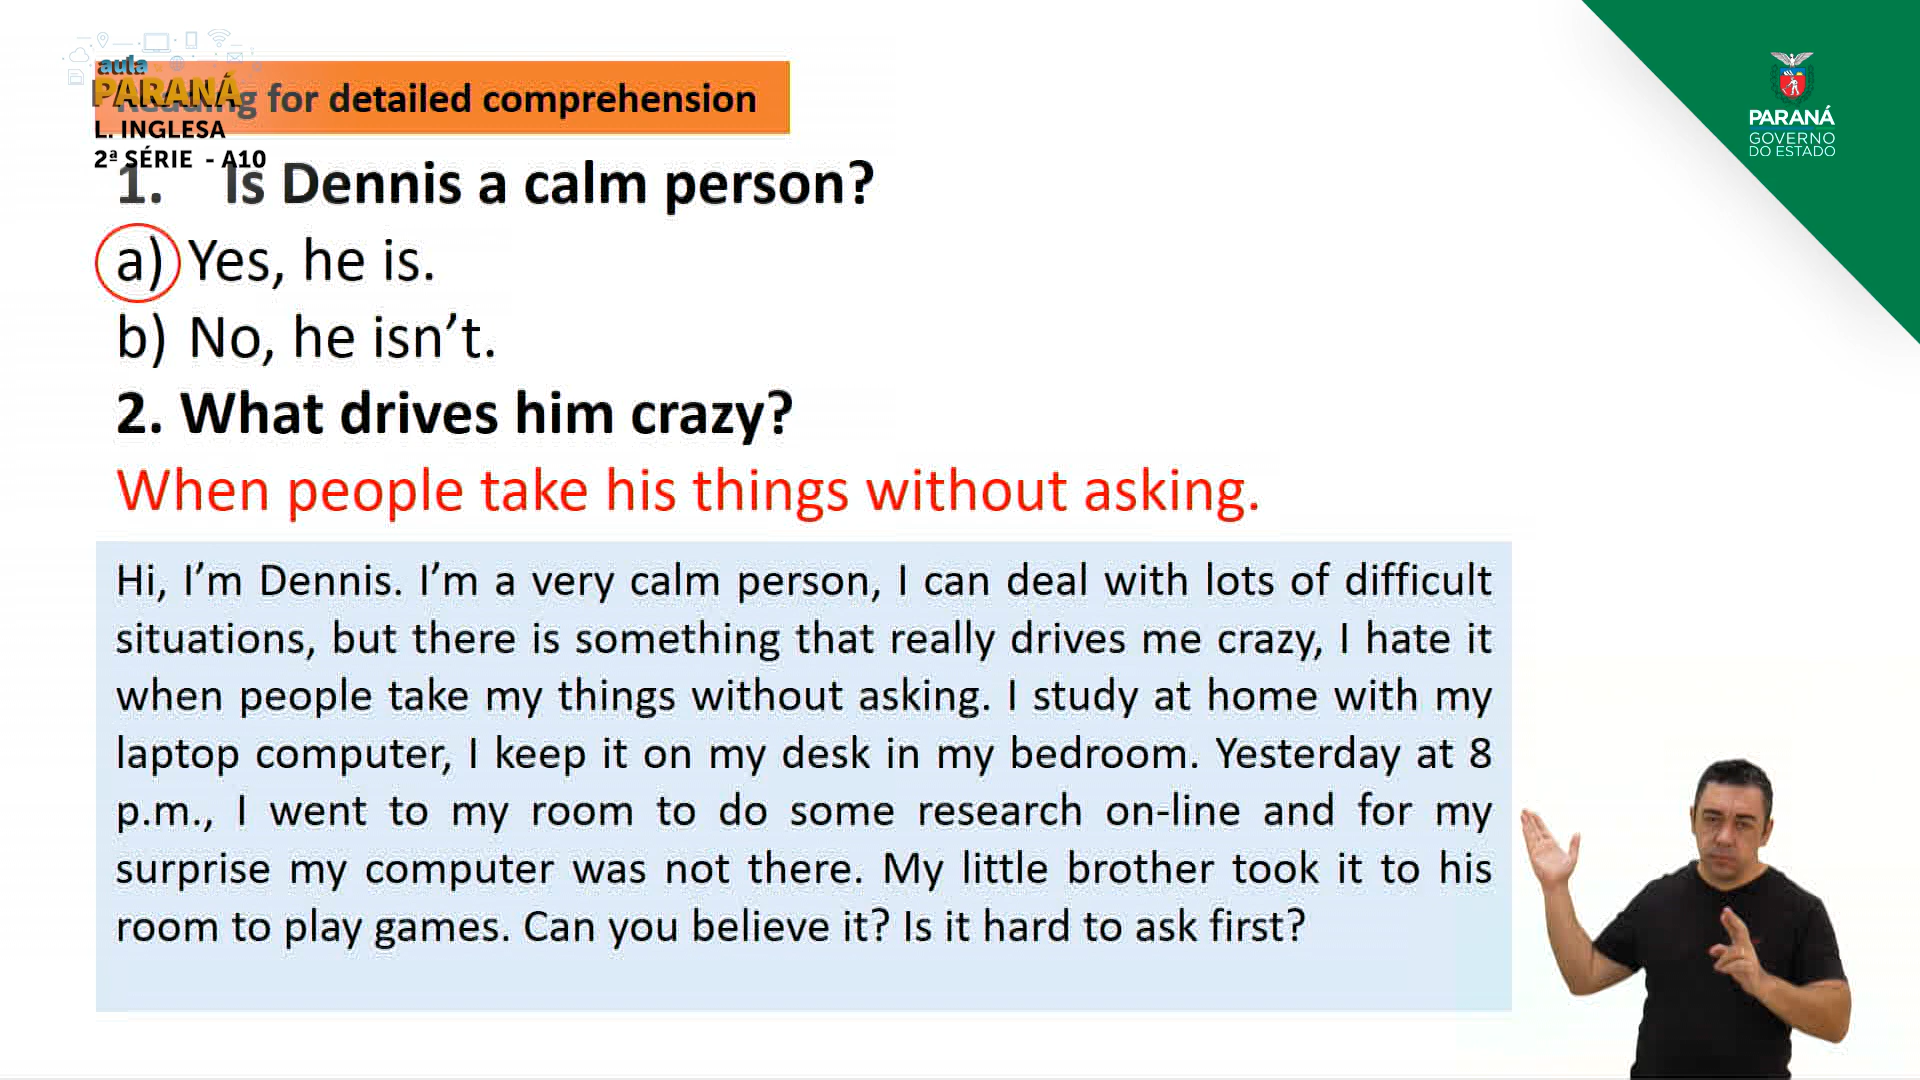 aula
PARANÁ
L. INGLESA
2ª SÉRIE - A10
Reading for detailed comprehension
1. Is Dennis a calm person?
a) Yes, he is.
b) No, he isn’t.
2. What drives him crazy?
When people take his things without asking.
Hi, I’m Dennis. I’m a very calm person, I can deal with lots of difficult
situations, but there is something that really drives me crazy, I hate it
when people take my things without asking. I study at home with my
laptop computer, I keep it on my desk in my bedroom. Yesterday at 8
p.m., I went to my room to do some research on-line and for my
surprise my computer was not there. My little brother took it to his
room to play games. Can you believe it? Is it hard to ask first?
PARANÁ
GOVERNO
DO ESTADO